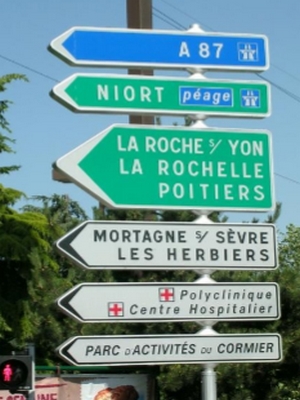 A 87
NIORT péage
LA ROCHE S/ YON
LA ROCHELLE
POITIERS
MORTAGNE S/ SÈVRE
LES HERBIERS
Polyclinique
Centre Hospitalier
PARC D'ACTIVITÉS DU CORMIER